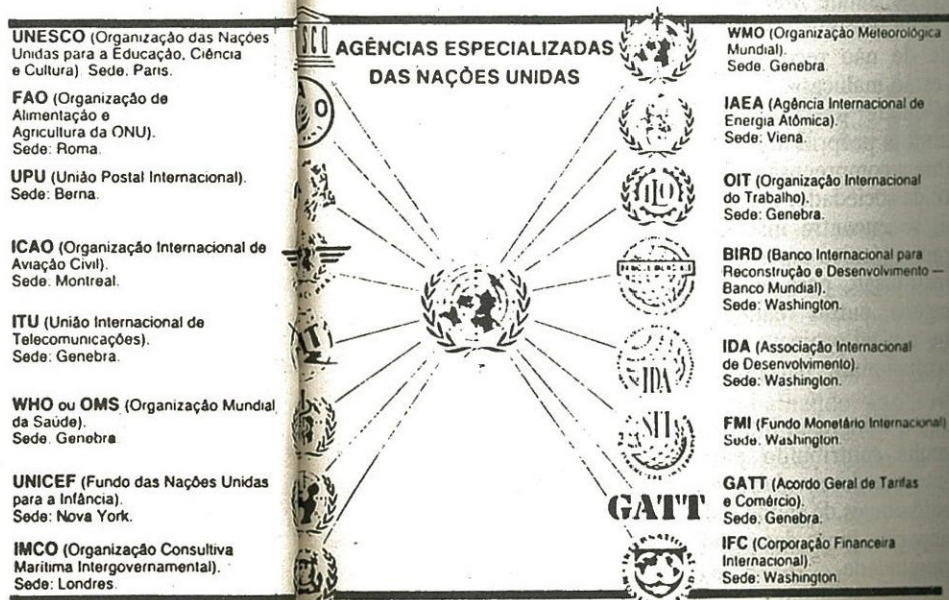 UNESCO (Organização das Nações
Unidas para a Educação, Ciência
e Cultura). Sede. Paris.
FAO (Organização de
Alimentação e
Agricultura da ONU).
Sede: Roma.
UPU (União Postal Internacional).
Sede: Berna.
ICAO (Organização Internacional de
Aviação Civil).
Sede. Montreal.
ITU (União Internacional de
Telecomunicações).
Sede: Genebra.
WHO ou OMS (Organização Mundial
da Saúde).
Sede. Genebra
UNICEF (Fundo das Nações Unidas
para a Infância).
Sede: Nova York.
IMCO (Organização Consultiva
Marítima Intergovernamental).
Sede: Londres.
AGÊNCIAS ESPECIALIZADAS
DAS NAÇÕES UNIDAS
WMO (Organização Meteorológica
Mundial).
Sede. Genebra
IAEA (Agência Internacional de
Energia Atômica).
Sede: Viena.
ILO
OIT (Organização Internacional
do Trabalho).
Sede: Genebra.
BIRD (Banco Internacional para
Reconstrução e Desenvolvimento —
Banco Mundial).
Sede: Washington.
IDA
IDA (Associação Internacional
de Desenvolvimento).
Sede: Washington.
FMI (Fundo Monetário Internacional)
Sede: Washington.
GATT
GATT (Acordo Geral de Tarifas
e Comércio).
Sede: Genebra.
IFC (Corporação Financeira
Internacional).
Sede: Washington.